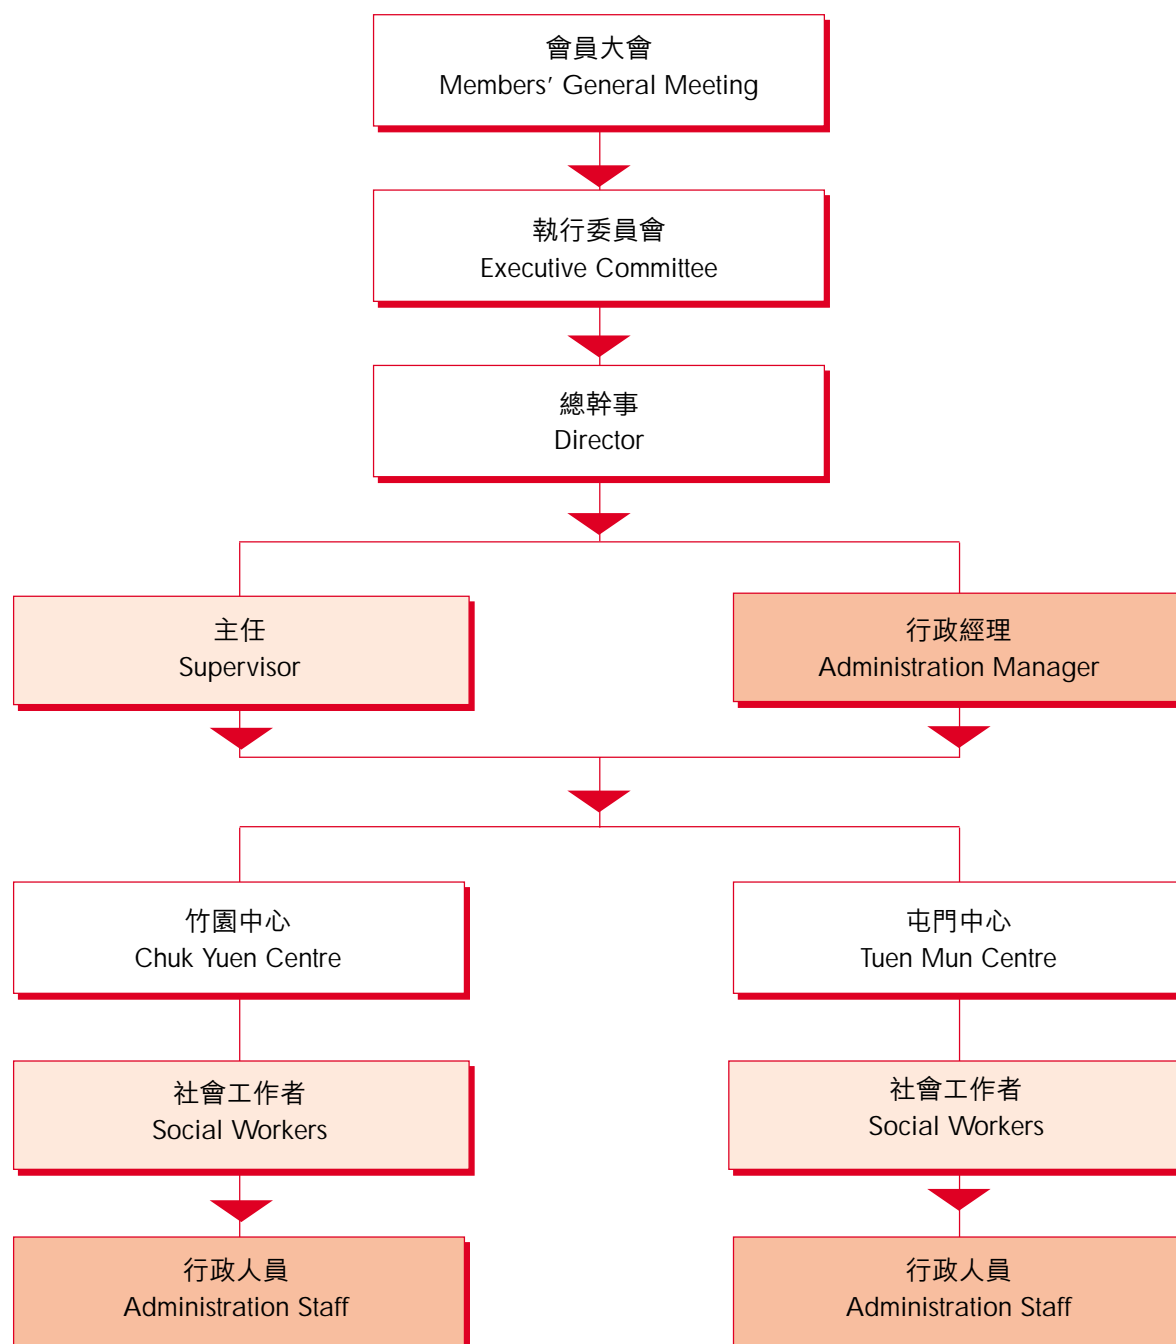 會員大會
Members’ General Meeting
執行委員會
Executive Committee
總幹事
Director
主任
Supervisor
行政經理
Administration Manager
竹園中心
Chuk Yuen Centre
屯門中心
Tuen Mun Centre
社會工作者
Social Workers
社會工作者
Social Workers
行政人員
Administration Staff
行政人員
Administration Staff